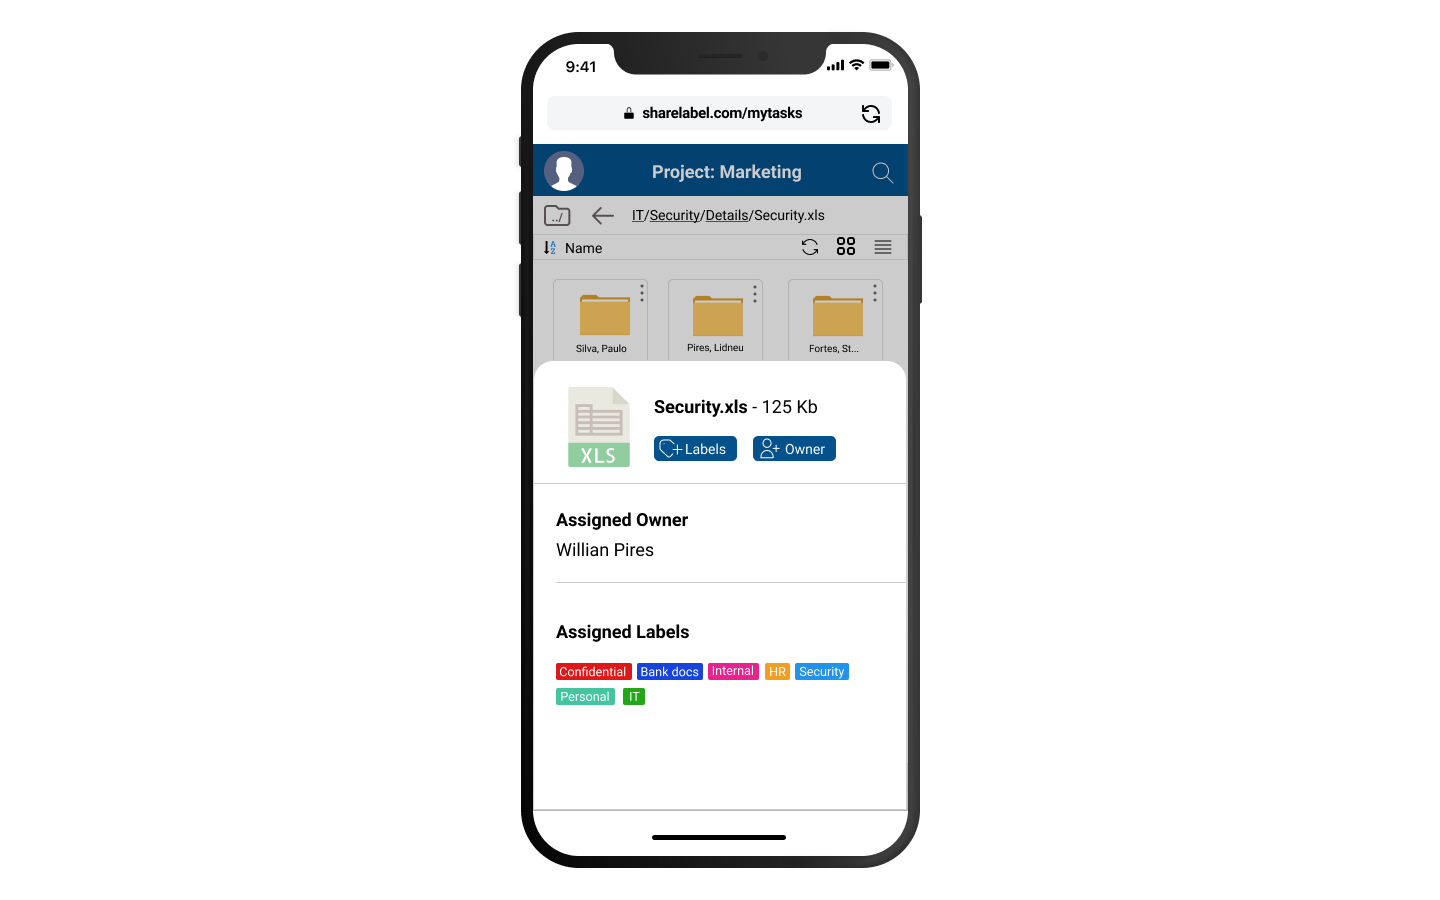 9:41
sharelabel.com/mytasks
Project: Marketing
../
IT/Security/Details/Security.xls
A Z Name
Silva, Paulo
Pires, Lidneu
Fortes, St...
XLS
Security.xls - 125 Kb
Labels
Owner
Assigned Owner
Willian Pires
Assigned Labels
Confidential Bank docs Internal HR Security
Personal IT